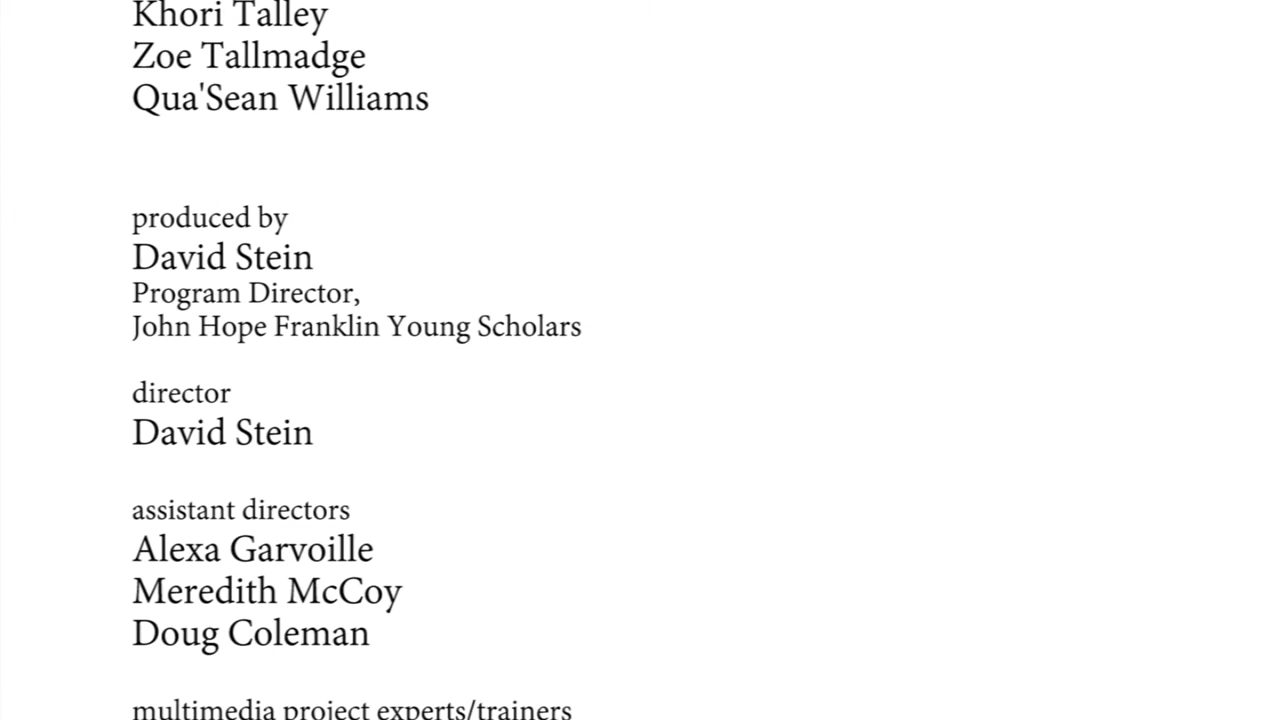 Khori Talley
Zoe Tallmadge
Qua'Sean Williams
produced by
David Stein
Program Director,
John Hope Franklin Young Scholars
director
David Stein
assistant directors
Alexa Garvoille
Meredith McCoy
Doug Coleman
multimedia project experts/trainers